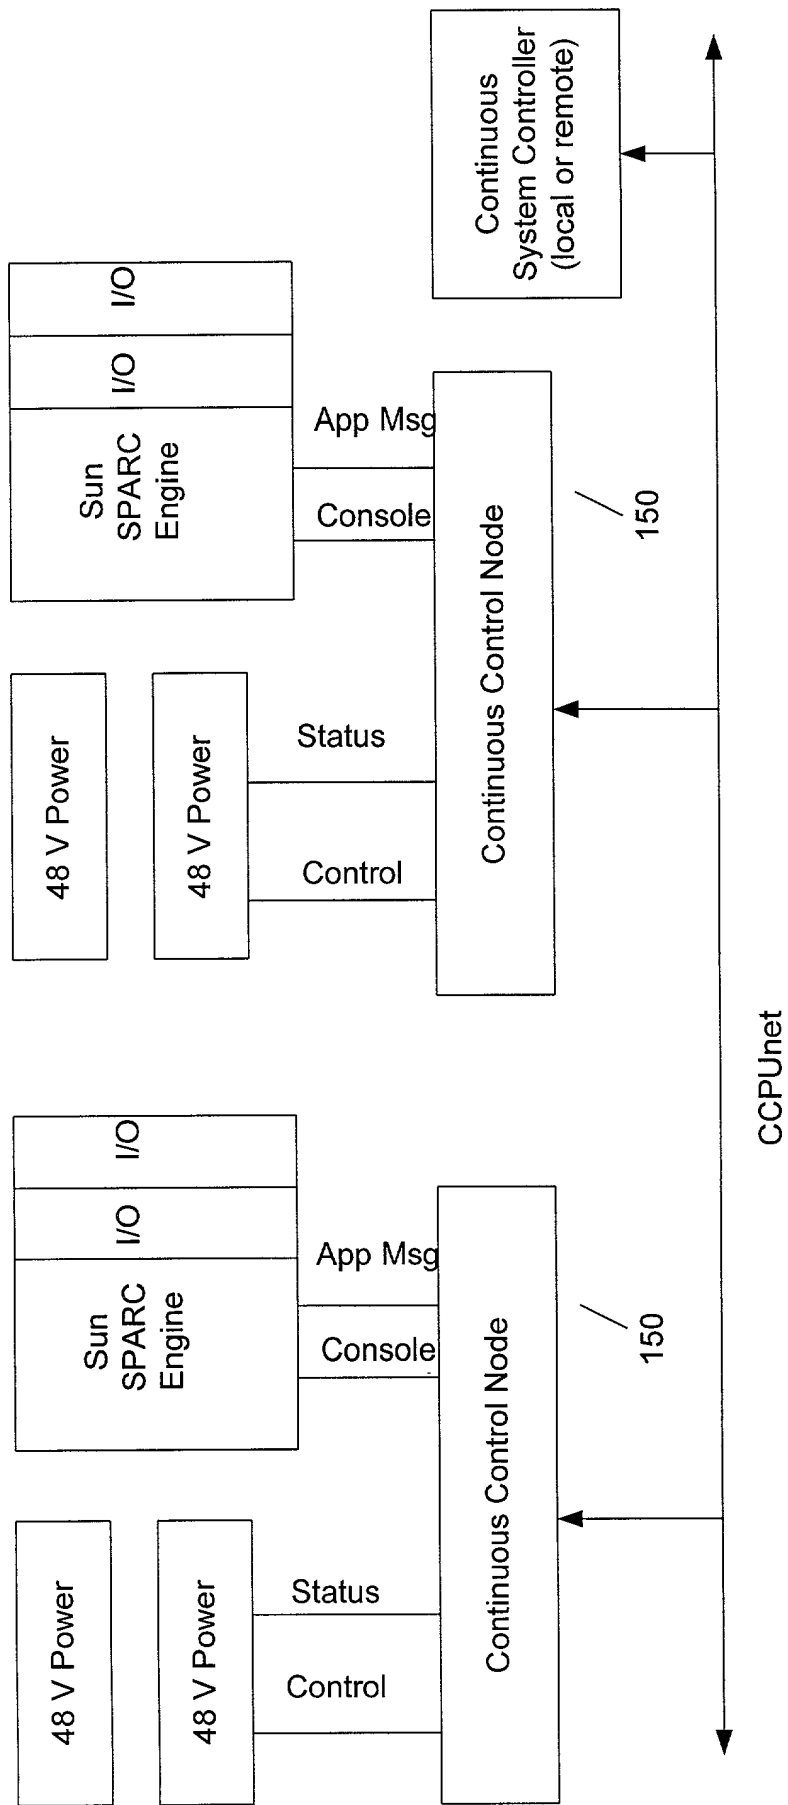 Continuous
System Controller
(local or remote)
I/O
I/O
Sun
SPARC
Engine
App Msg
Console
48 V Power
48 V Power
Status
Control
Continuous Control Node
150
I/O
I/O
Sun
SPARC
Engine
App Msg
Console
48 V Power
48 V Power
Status
Control
Continuous Control Node
150
CCPUnet